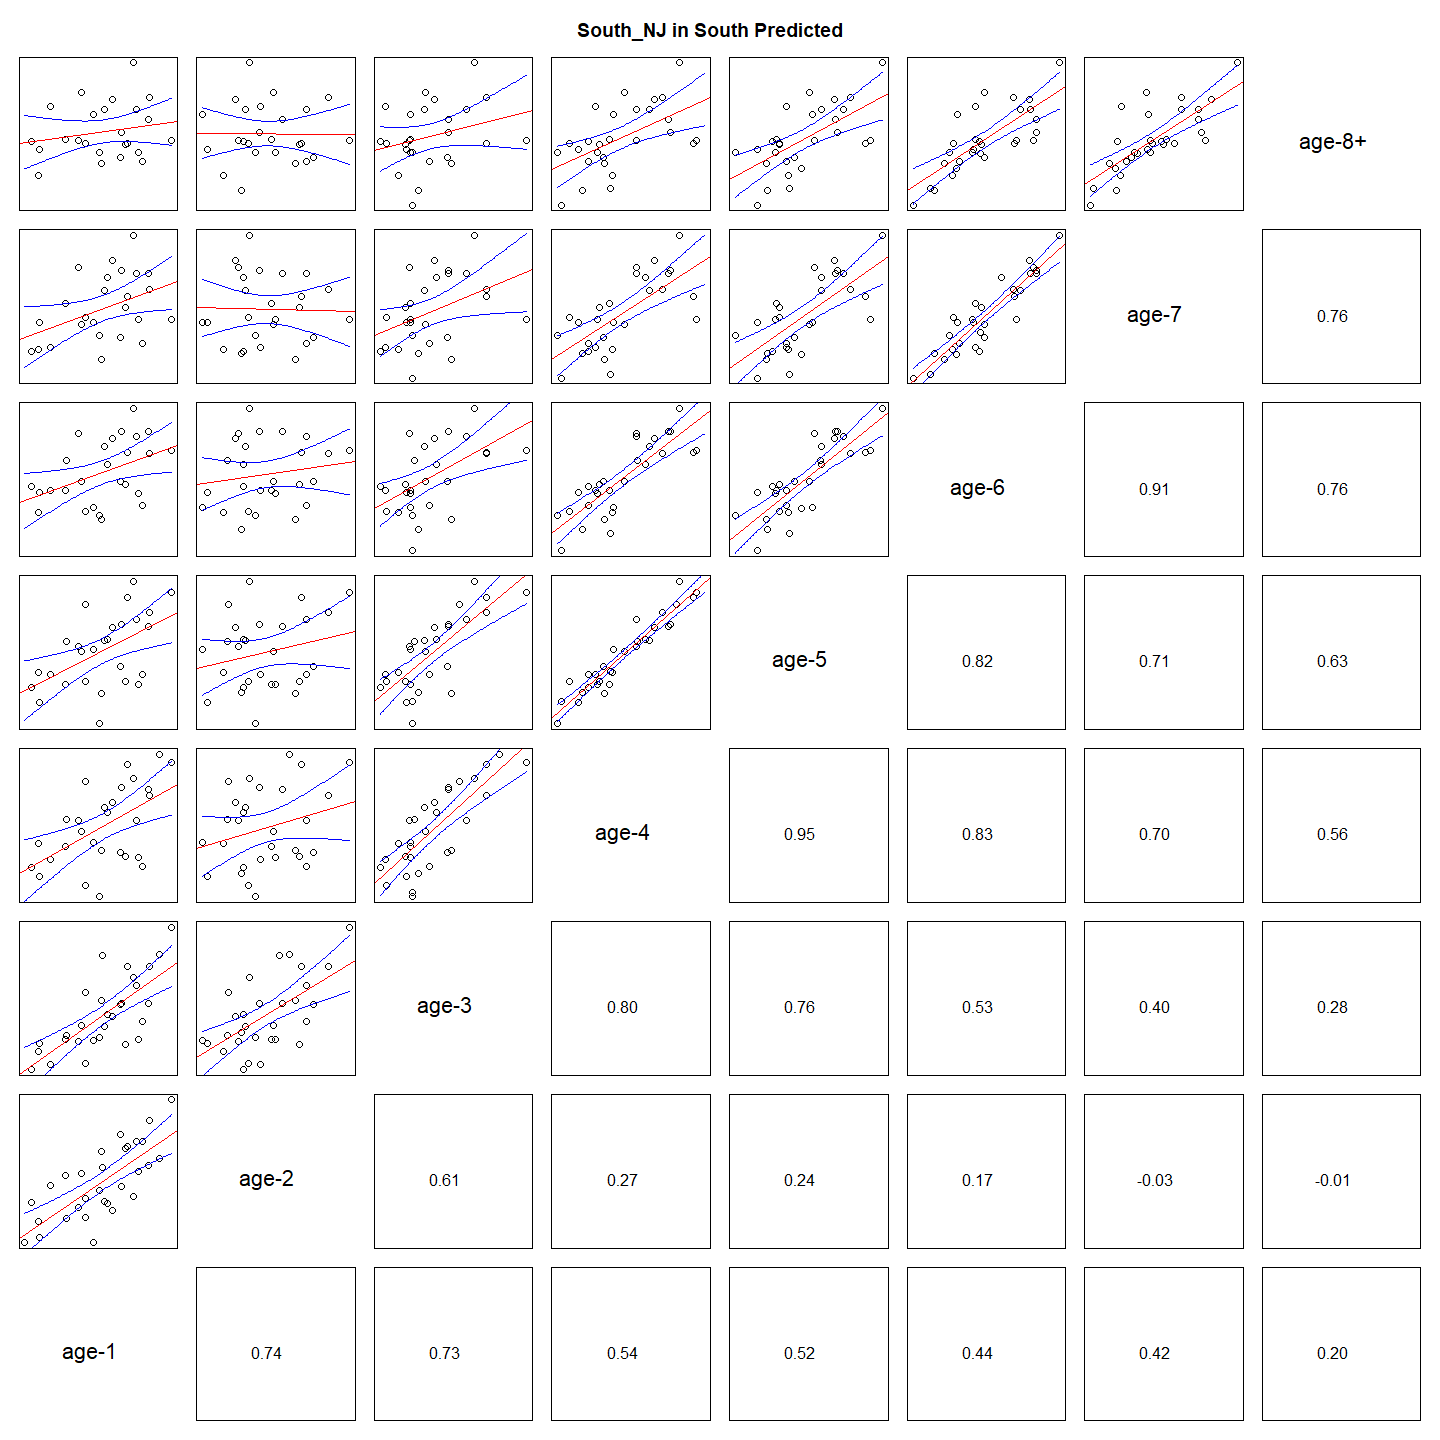 South_NJ in South Predicted
age-8+
age-7 0.76
age-6 0.91 0.76
age-5 0.82 0.71 0.63
age-4 0.95 0.83 0.70 0.56
age-3 0.80 0.76 0.53 0.40 0.28
age-2 0.61 0.27 0.24 0.17 -0.03 -0.01
age-1 0.74 0.73 0.54 0.52 0.44 0.42 0.20